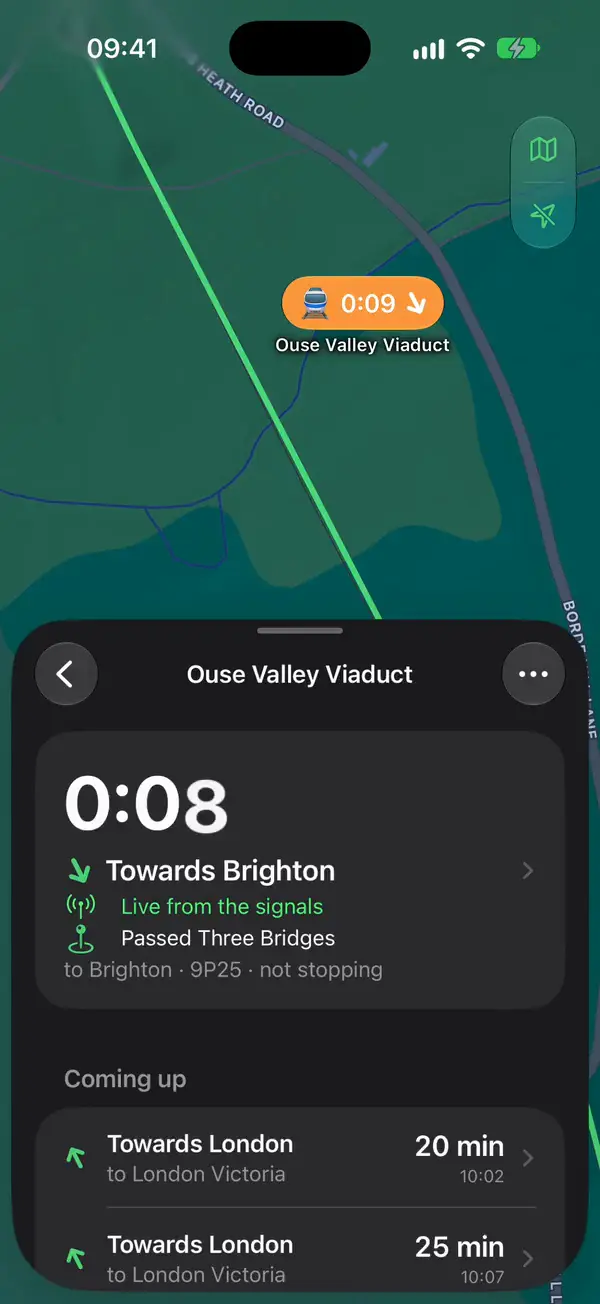 09:41
HEATH ROAD
0:09
Ouse Valley Viaduct
Ouse Valley Viaduct
0:08
Towards Brighton
Live from the signals
Passed Three Bridges
to Brighton · 9P25 · not stopping
Coming up
Towards London
20 min
to London Victoria
10:02
Towards London
25 min
to London Victoria
10:07